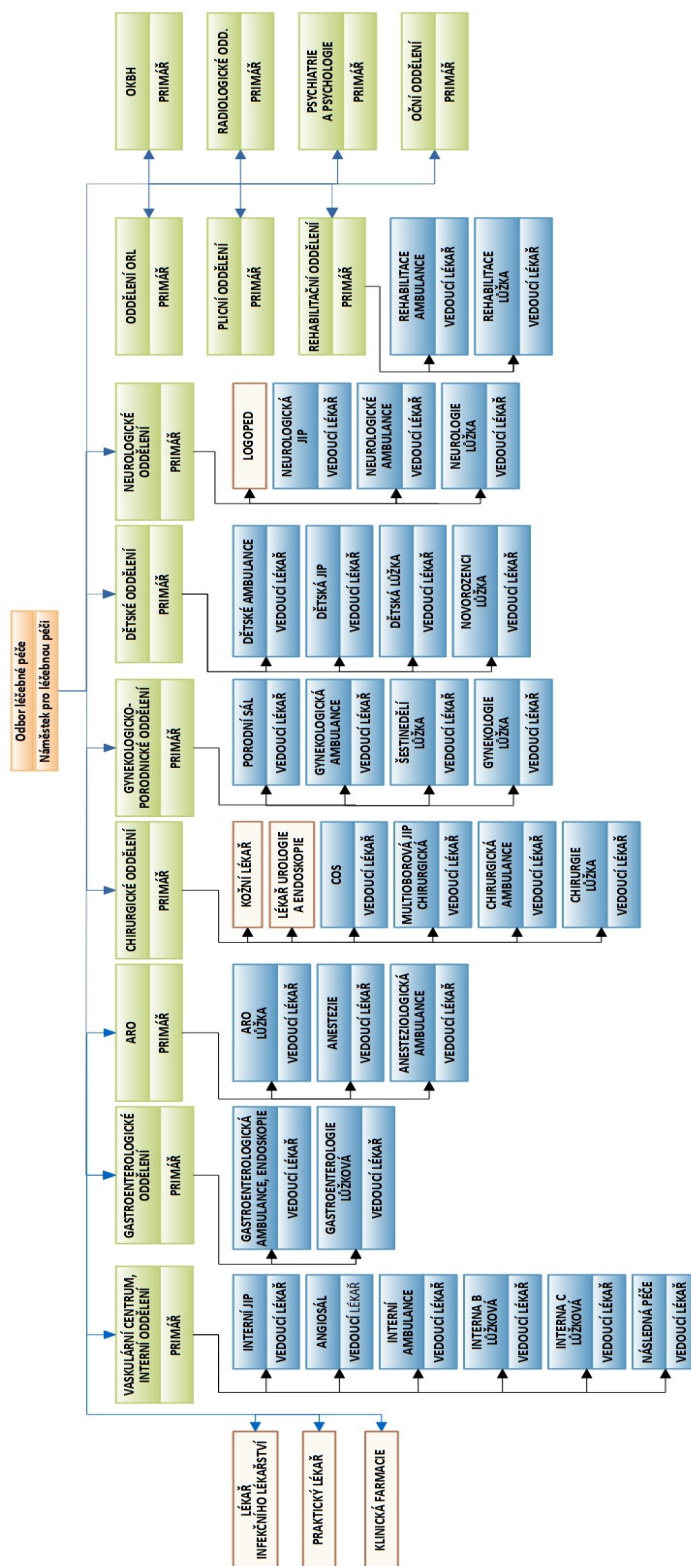 Odbor léčebné péče
Náměstek pro léčebnou péči
LÉKAŘ
INFEKČNÍHO LÉKAŘSTVÍ
PRAKTICKÝ LÉKAŘ
KLINICKÁ FARMACIE
VASKULÁRNÍ CENTRUM,
INTERNÍ ODDĚLENÍ
PRIMÁŘ
INTERNÍ JIP
VEDOUCÍ LÉKAŘ
ANGIOSÁL
VEDOUCÍ LÉKAŘ
INTERNÍ
AMBULANCE
VEDOUCÍ LÉKAŘ
INTERNA B
LŮŽKOVÁ
VEDOUCÍ LÉKAŘ
INTERNA C
LŮŽKOVÁ
VEDOUCÍ LÉKAŘ
NÁSLEDNÁ PÉČE
VEDOUCÍ LÉKAŘ
GASTROENTEROLOGICKÉ
ODDĚLENÍ
PRIMÁŘ
GASTROENTEROLOGICKÁ
AMBULANCE, ENDOSKOPIE
VEDOUCÍ LÉKAŘ
GASTROENTEROLOGIE
LŮŽKOVÁ
VEDOUCÍ LÉKAŘ
ARO
PRIMÁŘ
ARO
LŮŽKA
VEDOUCÍ LÉKAŘ
ANESTEZIE
VEDOUCÍ LÉKAŘ
ANESTEZIOLOGICKÁ
AMBULANCE
VEDOUCÍ LÉKAŘ
CHIRURGICKÉ ODDĚLENÍ
PRIMÁŘ
KOŽNÍ LÉKAŘ
LÉKAŘ UROLOGIE
A ENDOSKOPIE
COS
VEDOUCÍ LÉKAŘ
MULTIOBOROVÁ JIP
CHIRURGICKÁ
VEDOUCÍ LÉKAŘ
CHIRURGICKÁ
AMBULANCE
VEDOUCÍ LÉKAŘ
CHIRURGIE
LŮŽKA
VEDOUCÍ LÉKAŘ
GYNEKOLOGICKO-
PORODNICKÉ ODDĚLENÍ
PRIMÁŘ
PORODNÍ SÁL
VEDOUCÍ LÉKAŘ
GYNEKOLOGICKÁ
AMBULANCE
VEDOUCÍ LÉKAŘ
ŠESTINEDĚLÍ
LŮŽKA
VEDOUCÍ LÉKAŘ
GYNEKOLOGIE
LŮŽKA
VEDOUCÍ LÉKAŘ
DĚTSKÉ ODDĚLENÍ
PRIMÁŘ
DĚTSKÉ AMBULANCE
VEDOUCÍ LÉKAŘ
DĚTSKÁ JIP
VEDOUCÍ LÉKAŘ
DĚTSKÁ LŮŽKA
VEDOUCÍ LÉKAŘ
NOVOROZENCI
LŮŽKA
VEDOUCÍ LÉKAŘ
NEUROLOGICKÉ
ODDĚLENÍ
PRIMÁŘ
LOGOPED
NEUROLOGICKÁ
JIP
VEDOUCÍ LÉKAŘ
NEUROLOGICKÉ
AMBULANCE
VEDOUCÍ LÉKAŘ
NEUROLOGIE
LŮŽKA
VEDOUCÍ LÉKAŘ
ODDĚLENÍ ORL
PRIMÁŘ
PLICNÍ ODDĚLENÍ
PRIMÁŘ
REHABILITAČNÍ ODDĚLENÍ
PRIMÁŘ
REHABILITACE
AMBULANCE
VEDOUCÍ LÉKAŘ
REHABILITACE
LŮŽKA
VEDOUCÍ LÉKAŘ
OKBH
PRIMÁŘ
RADIOLOGICKÉ ODD.
PRIMÁŘ
PSYCHIATRIE
A PSYCHOLOGIE
PRIMÁŘ
OČNÍ ODDĚLENÍ
PRIMÁŘ